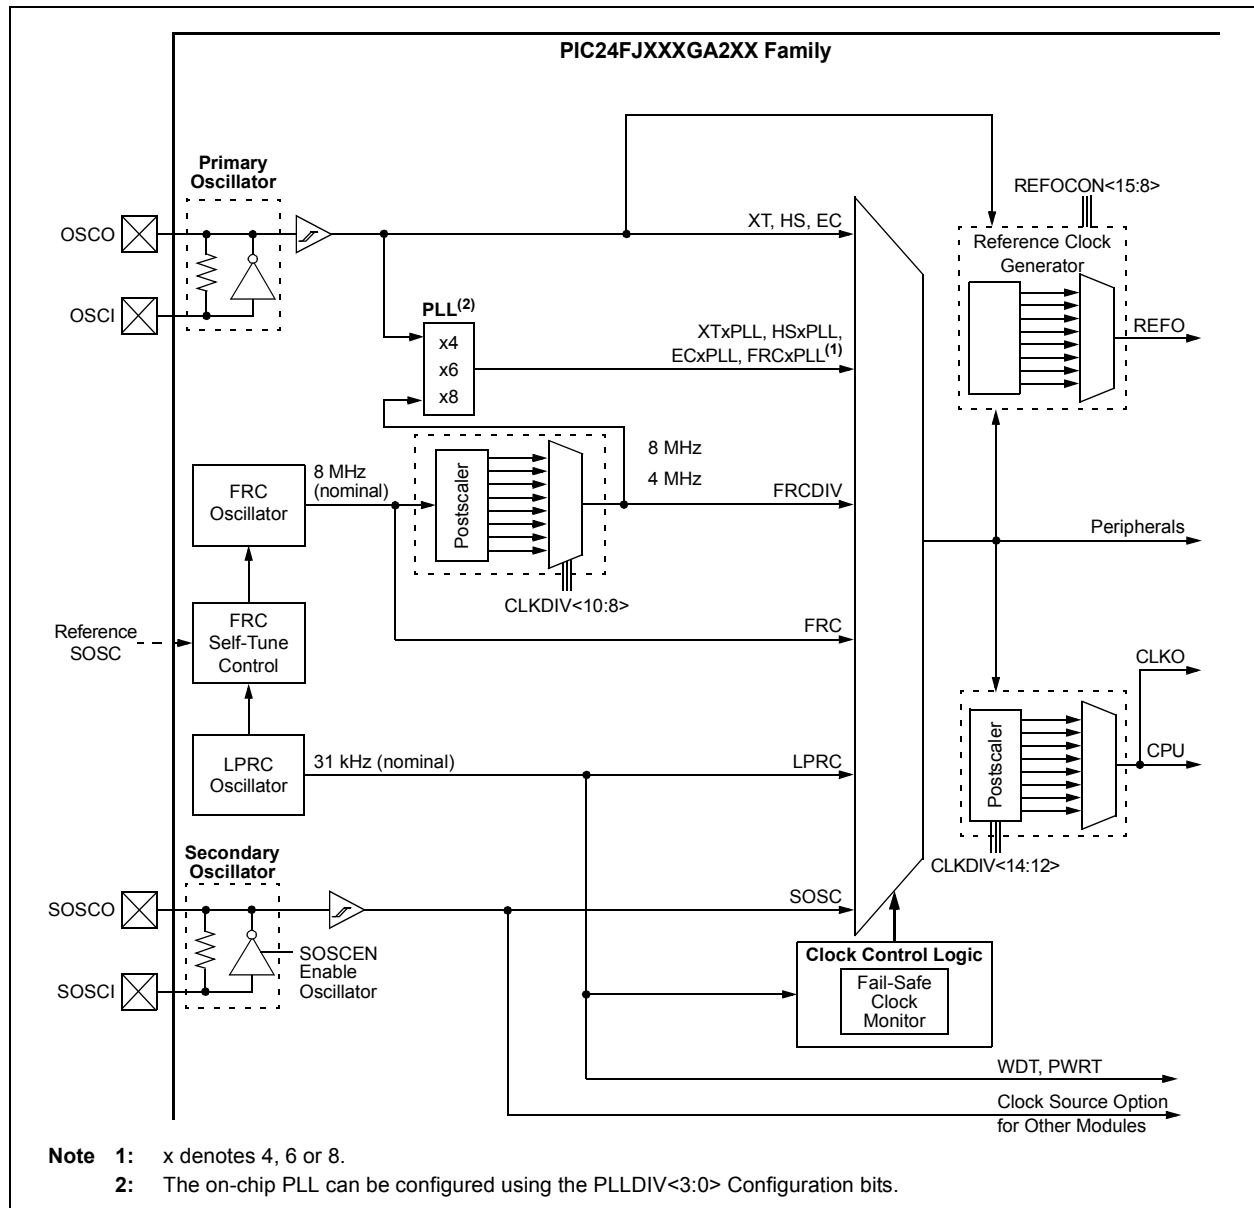 PIC24FJXXXGA2XX Family
Primary
Oscillator
REFOCON<15:8>
OSCO
XT, HS, EC
Reference Clock
Generator
OSCI
PLL(2)
x4
x6
x8
XTxPLL, HSxPLL,
ECxPLL, FRCxPLL(1)
REFO
8 MHz
4 MHz
FRC
Oscillator
8 MHz
(nominal)
Postscaler
FRCDIV
Peripherals
CLKDIV<10:8>
Reference
SOSC
FRC
Self-Tune
Control
FRC
CLKO
LPRC
Oscillator
31 kHz (nominal)
LPRC
Postscaler
CPU
CLKDIV<14:12>
Secondary
Oscillator
SOSCO
SOSC
SOSCEN
Enable
Oscillator
SOSCI
Clock Control Logic
Fail-Safe
Clock
Monitor
WDT, PWRT
Clock Source Option
for Other Modules
Note 1: x denotes 4, 6 or 8.
2: The on-chip PLL can be configured using the PLLDIV<3:0> Configuration bits.